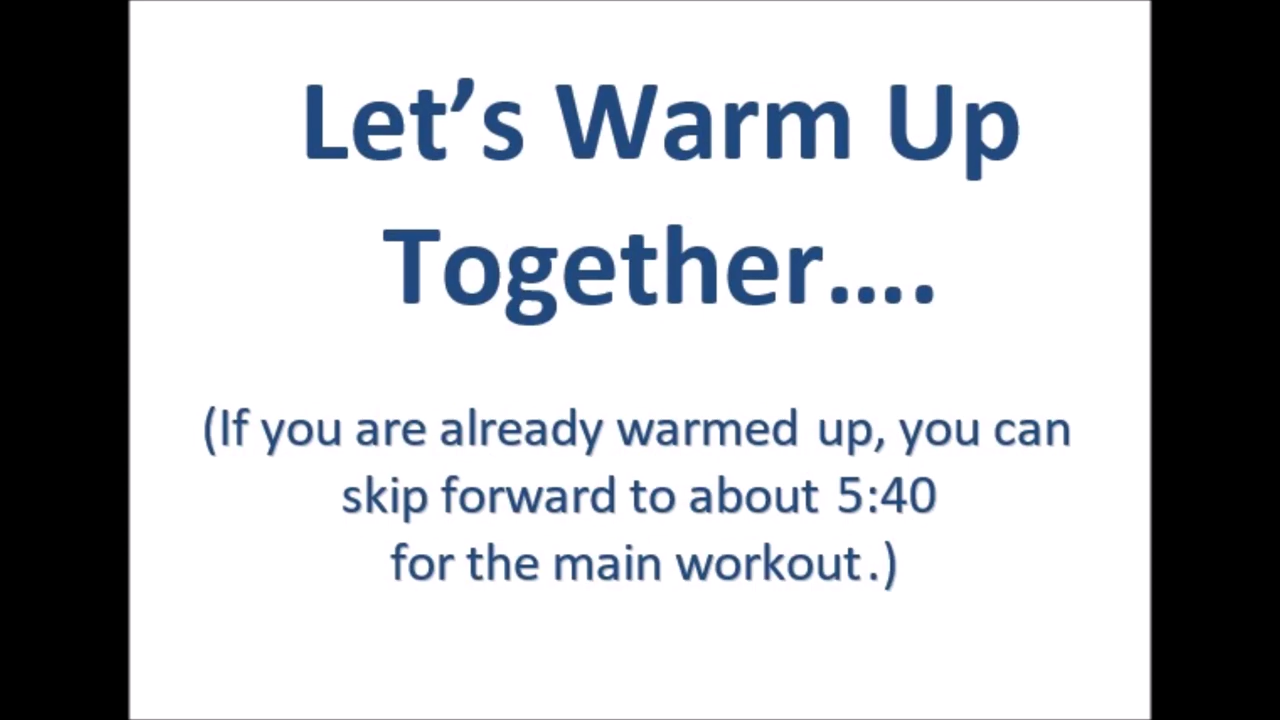 Let’s Warm Up
Together….
(If you are already warmed up, you can
skip forward to about 5:40
for the main workout.)